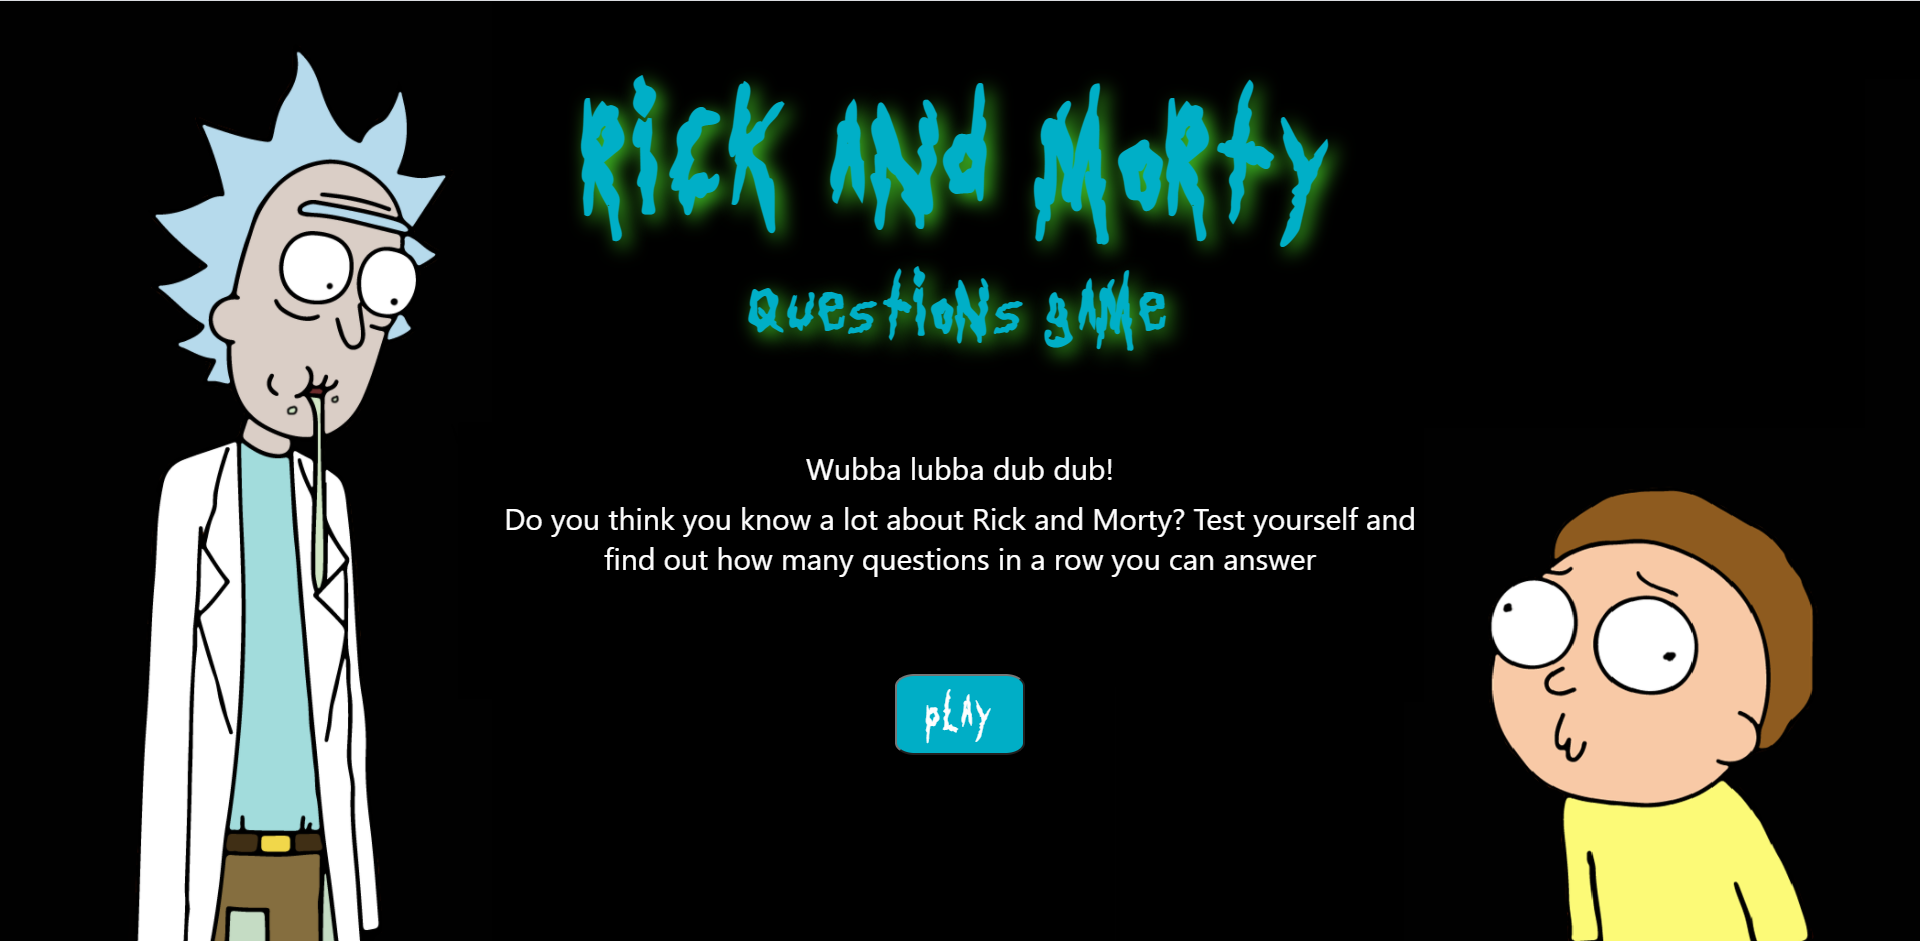 Rick and Morty
questions game
Wubba lubba dub dub!
Do you think you know a lot about Rick and Morty? Test yourself and
find out how many questions in a row you can answer
play